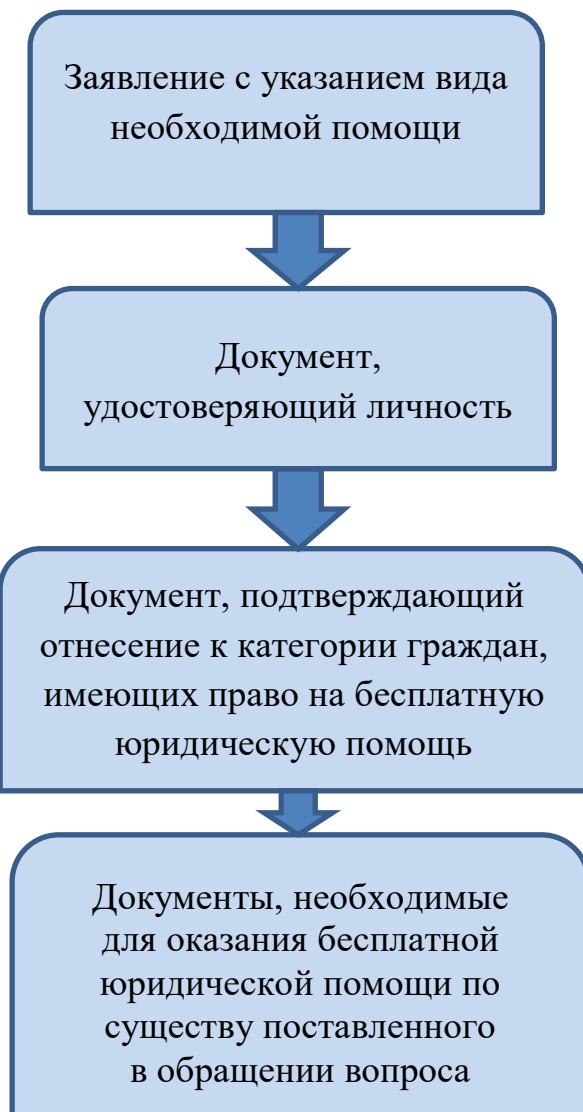 Заявление с указанием вида
необходимой помощи
Документ,
удостоверяющий личность
Документ, подтверждающий
отнесение к категории граждан,
имеющих право на бесплатную
юридическую помощь
Документы, необходимые
для оказания бесплатной
юридической помощи по
существу поставленного
в обращении вопроса